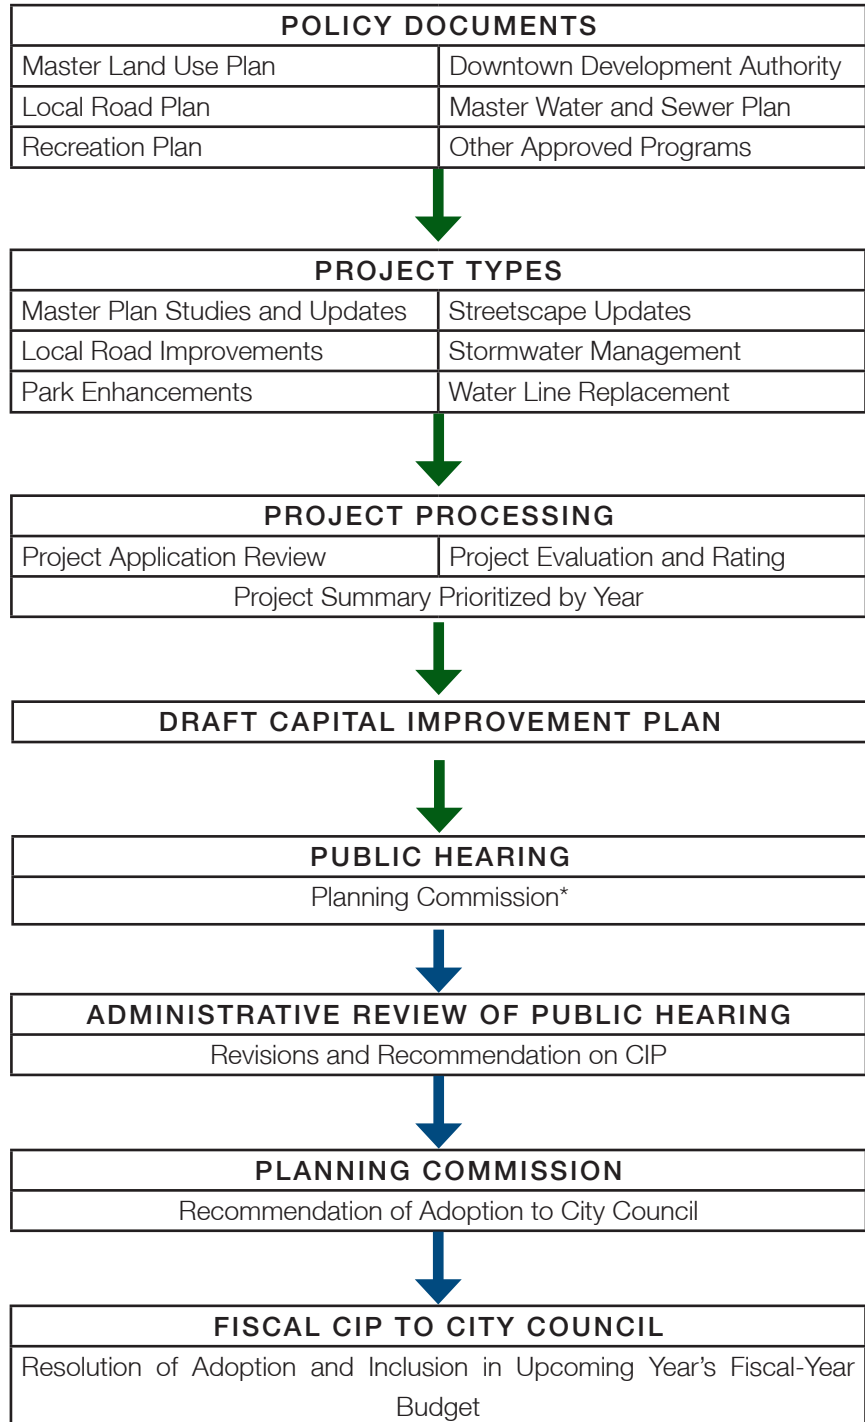 POLICY DOCUMENTS
Master Land Use Plan
Downtown Development Authority
Local Road Plan
Master Water and Sewer Plan
Recreation Plan
Other Approved Programs
PROJECT TYPES
Master Plan Studies and Updates
Streetscape Updates
Local Road Improvements
Stormwater Management
Park Enhancements
Water Line Replacement
PROJECT PROCESSING
Project Application Review
Project Evaluation and Rating
Project Summary Prioritized by Year
DRAFT CAPITAL IMPROVEMENT PLAN
PUBLIC HEARING
Planning Commission*
ADMINISTRATIVE REVIEW OF PUBLIC HEARING
Revisions and Recommendation on CIP
PLANNING COMMISSION
Recommendation of Adoption to City Council
FISCAL CIP TO CITY COUNCIL
Resolution of Adoption and Inclusion in Upcoming Year's Fiscal-Year
Budget